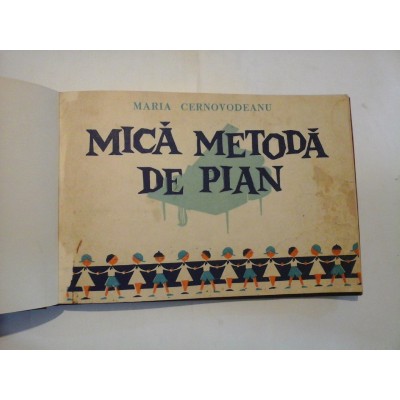 MARIA CERNOVODEANU
MICĂ METODĂ
DE PIAN